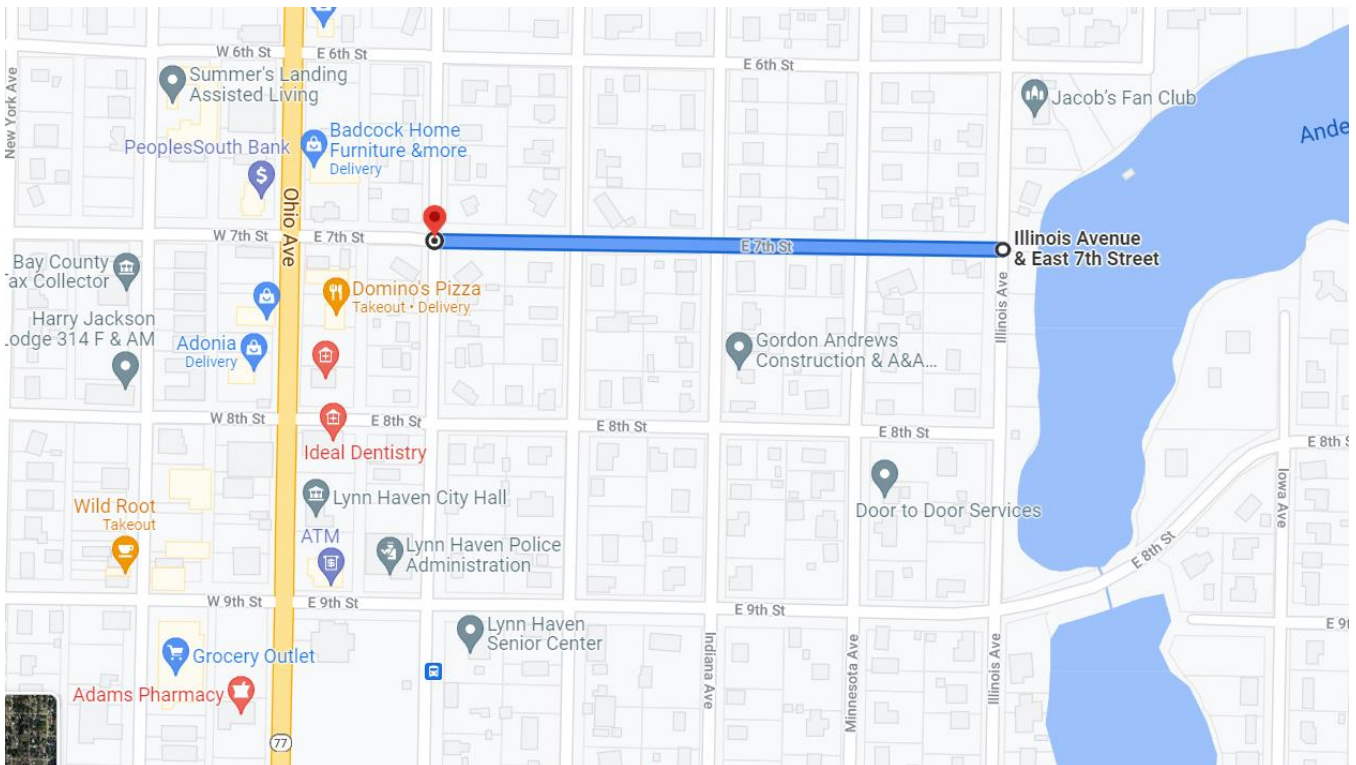 W 6th St
E 6th St
E 6th St
New York Ave
Summer's Landing
Assisted Living
Jacob's Fan Club
Ande
PeoplesSouth Bank
Badcock Home
Furniture &more
Delivery
Ohio Ave
W 7th St
E 7th St
E 7th St
Illinois Avenue
& East 7th Street
Bay County
ax Collector
Domino's Pizza
Takeout • Delivery
Illinois Ave
Harry Jackson
odge 314 F & AM
Adonia
Delivery
Gordon Andrews
Construction & A&A...
W 8th St
E 8th St
E 8th St
E 8th St
E 8th S
Ideal Dentistry
Iowa Ave
Lynn Haven City Hall
Door to Door Services
Wild Root
Takeout
ATM
Lynn Haven Police
Administration
E 8th St
W 9th St
E 9th St
E 9th St
E 9t
Lynn Haven
Senior Center
Grocery Outlet
Indiana Ave
Minnesota Ave
Illinois Ave
Adams Pharmacy
77